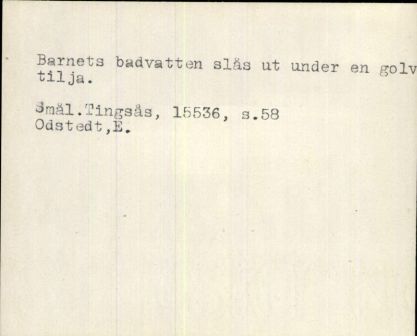 Barnets badvatten slås ut under en golv
tilja.
Smål.Tingsås, 15536, s.58
Odstedt,E.